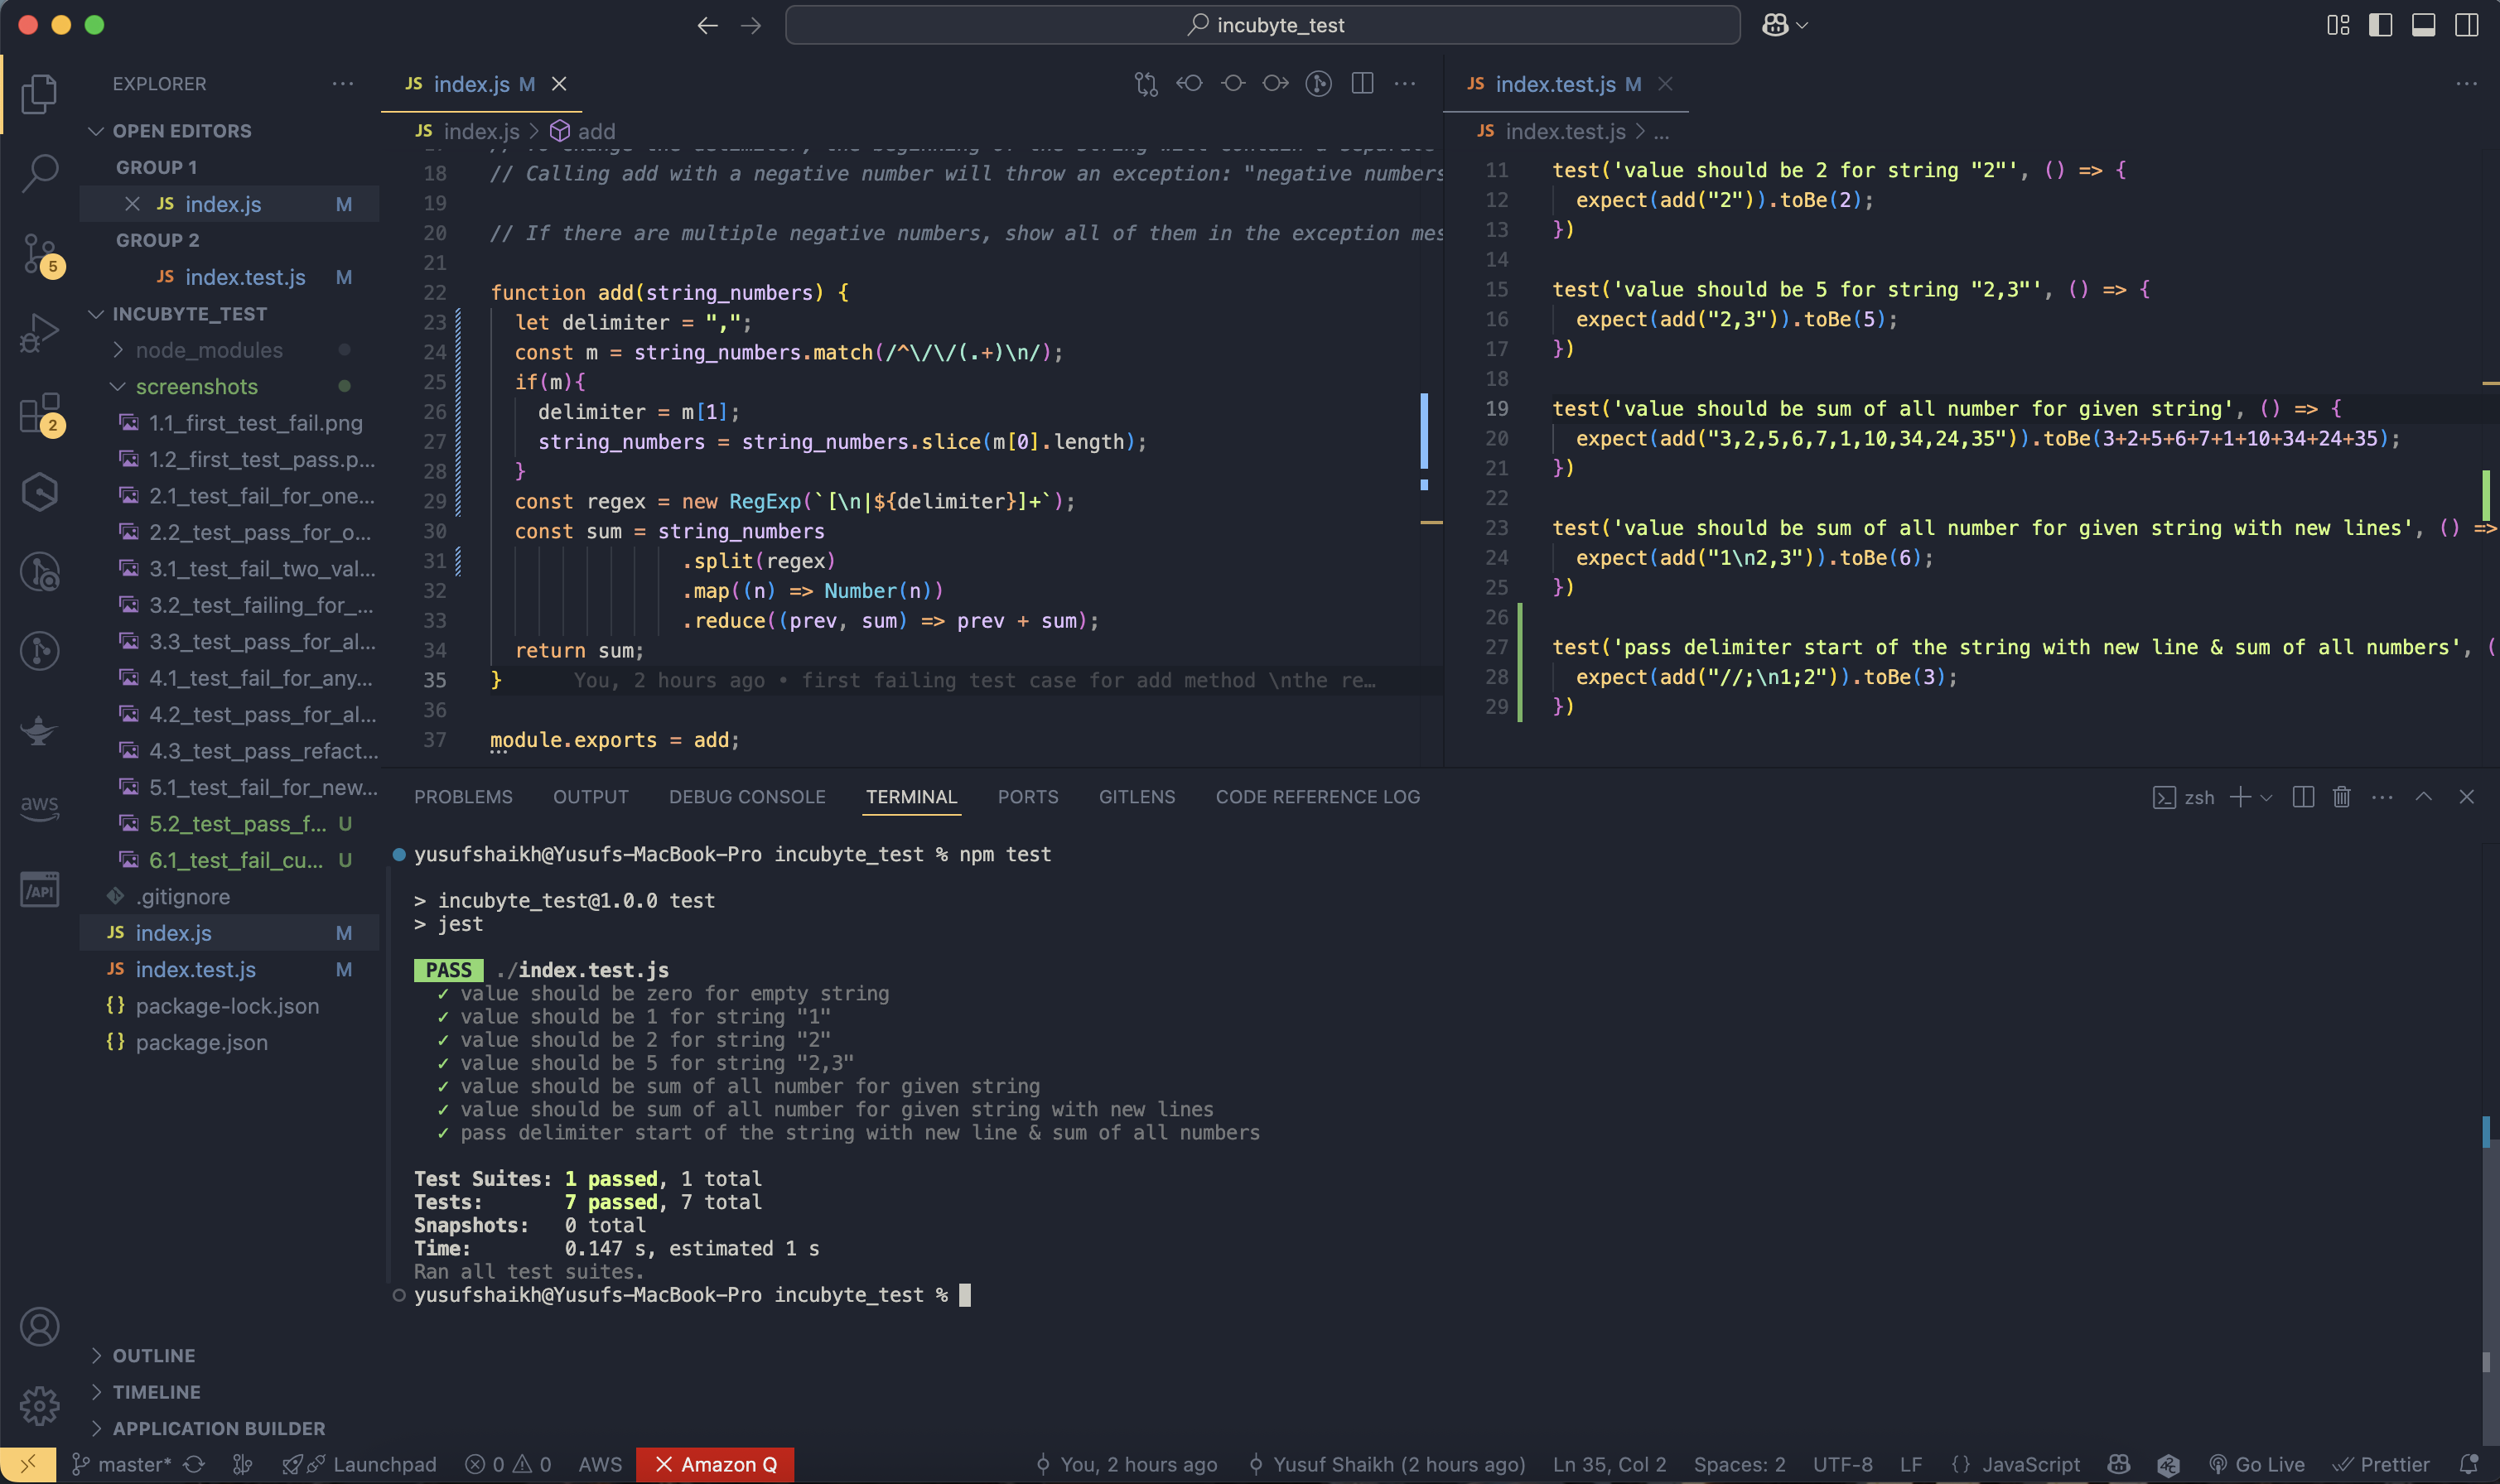 incubyte_test
EXPLORER
OPEN EDITORS
GROUP 1
JS index.js M
GROUP 2
JS index.test.js M
INCUBYTE_TEST
node_modules
screenshots
1.1_first_test_fail.png
1.2_first_test_pass.p...
2.1_test_fail_for_one...
2.2_test_pass_for_o...
3.1_test_fail_two_val...
3.2_test_failing_for_...
3.3_test_pass_for_al...
4.1_test_fail_for_any...
4.2_test_pass_for_al...
4.3_test_pass_refact...
5.1_test_fail_for_new...
5.2_test_pass_f... U
6.1_test_fail_cu... U
.gitignore
JS index.js M
JS index.test.js M
{} package-lock.json
{} package.json
OUTLINE
TIMELINE
APPLICATION BUILDER
5
2
aws
/API
JS index.js M
JS index.js > add
// To change the delimiter, the beginning of the string will contain a separate
18 // Calling add with a negative number will throw an exception: "negative numbers
19
20 // If there are multiple negative numbers, show all of them in the exception mes
21
22 function add(string_numbers) {
23 let delimiter = ",";
24 const m = string_numbers.match(/^\/\/(.+)\n/);
25 if(m){
26 delimiter = m[1];
27 string_numbers = string_numbers.slice(m[0].length);
28 }
29 const regex = new RegExp(`[\n|${delimiter}]+`);
30 const sum = string_numbers
31 .split(regex)
32 .map((n) => Number(n))
33 .reduce((prev, sum) => prev + sum);
34 return sum;
35 } You, 2 hours ago • first failing test case for add method \nthe re…
36
37 module.exports = add;
JS index.test.js M
JS index.test.js > ...
11 test('value should be 2 for string "2"', () => {
12 expect(add("2")).toBe(2);
13 })
14
15 test('value should be 5 for string "2,3"', () => {
16 expect(add("2,3")).toBe(5);
17 })
18
19 test('value should be sum of all number for given string', () => {
20 expect(add("3,2,5,6,7,1,10,34,24,35")).toBe(3+2+5+6+7+1+10+34+24+35);
21 })
22
23 test('value should be sum of all number for given string with new lines', () =>
24 expect(add("1\n2,3")).toBe(6);
25 })
26
27 test('pass delimiter start of the string with new line & sum of all numbers', (
28 expect(add("//;\n1;2")).toBe(3);
29 })
PROBLEMS OUTPUT DEBUG CONSOLE TERMINAL PORTS GITLENS CODE REFERENCE LOG
zsh
yusufshaikh@Yusufs-MacBook-Pro incubyte_test % npm test
> incubyte_test@1.0.0 test
> jest
PASS ./index.test.js
✓ value should be zero for empty string
✓ value should be 1 for string "1"
✓ value should be 2 for string "2"
✓ value should be 5 for string "2,3"
✓ value should be sum of all number for given string
✓ value should be sum of all number for given string with new lines
✓ pass delimiter start of the string with new line & sum of all numbers
Test Suites: 1 passed, 1 total
Tests: 7 passed, 7 total
Snapshots: 0 total
Time: 0.147 s, estimated 1 s
Ran all test suites.
yusufshaikh@Yusufs-MacBook-Pro incubyte_test %
master* Launchpad 0 0 AWS Amazon Q You, 2 hours ago Yusuf Shaikh (2 hours ago) Ln 35, Col 2 Spaces: 2 UTF-8 LF {} JavaScript Go Live Prettier